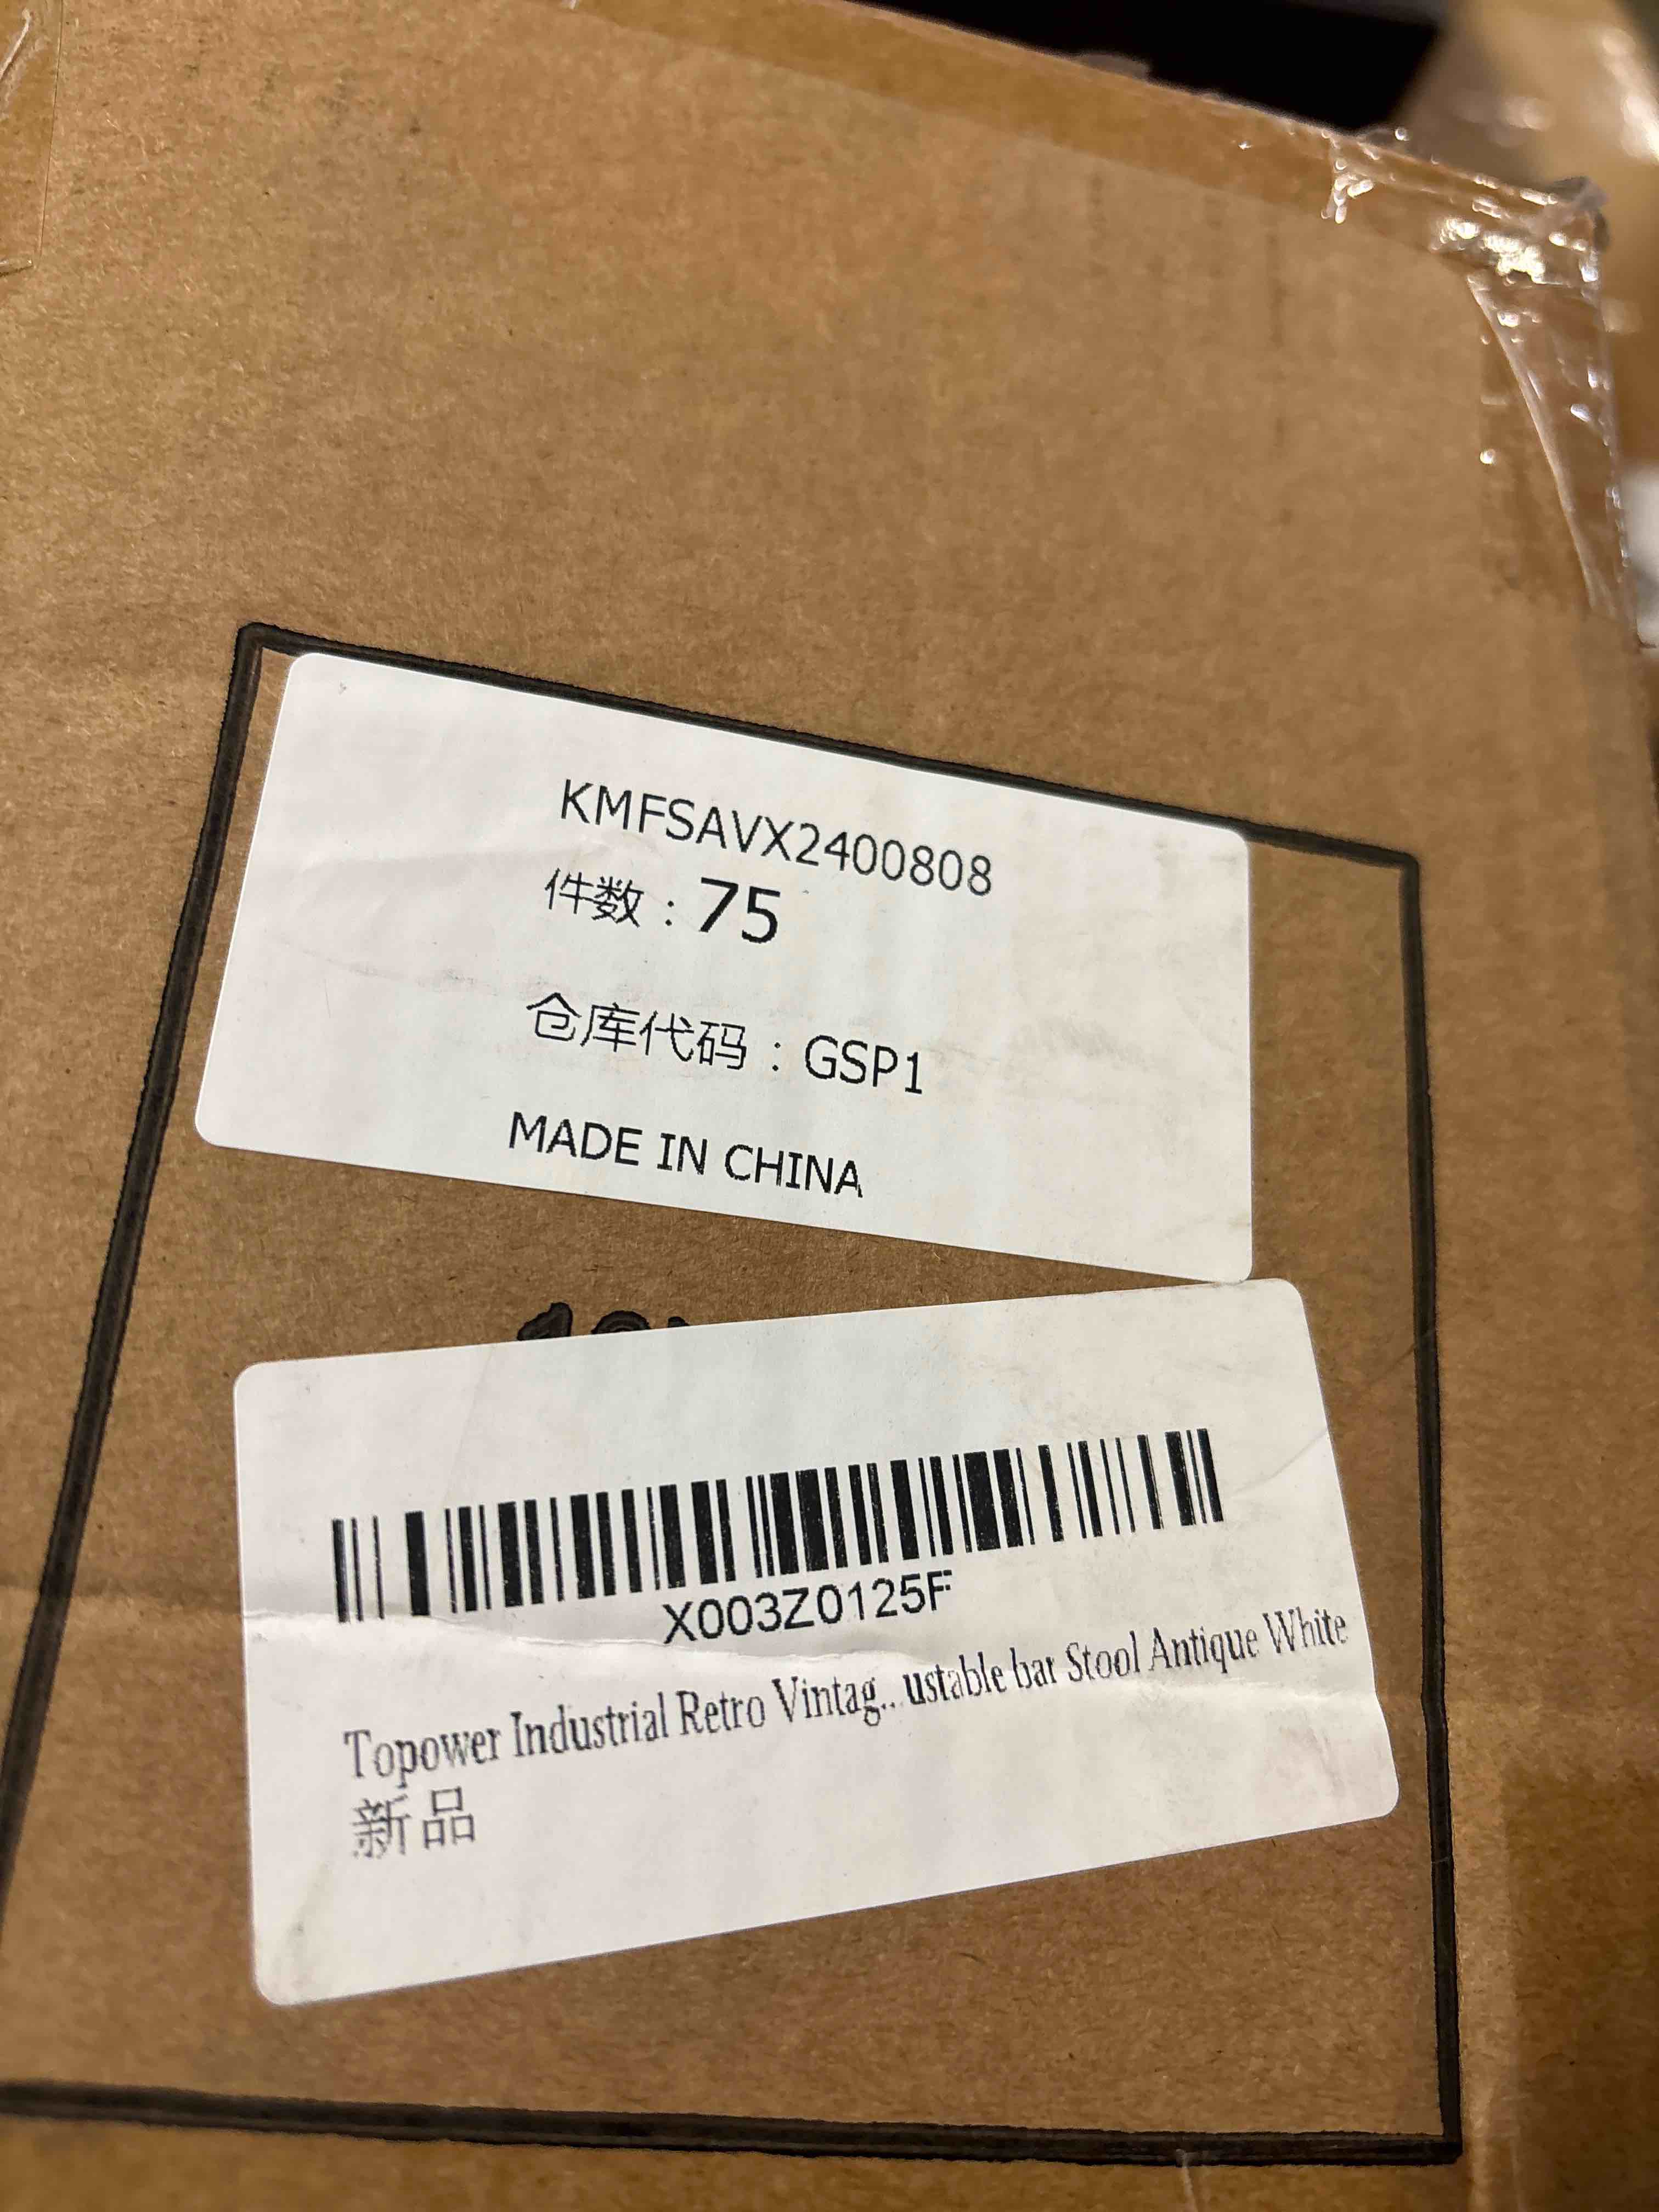 KMFSAVX2400808
件数：75
仓库代码：GSP1
MADE IN CHINA
X003Z0125F
Topower Industrial Retro Vintag...ustable bar Stool Antique White
新品